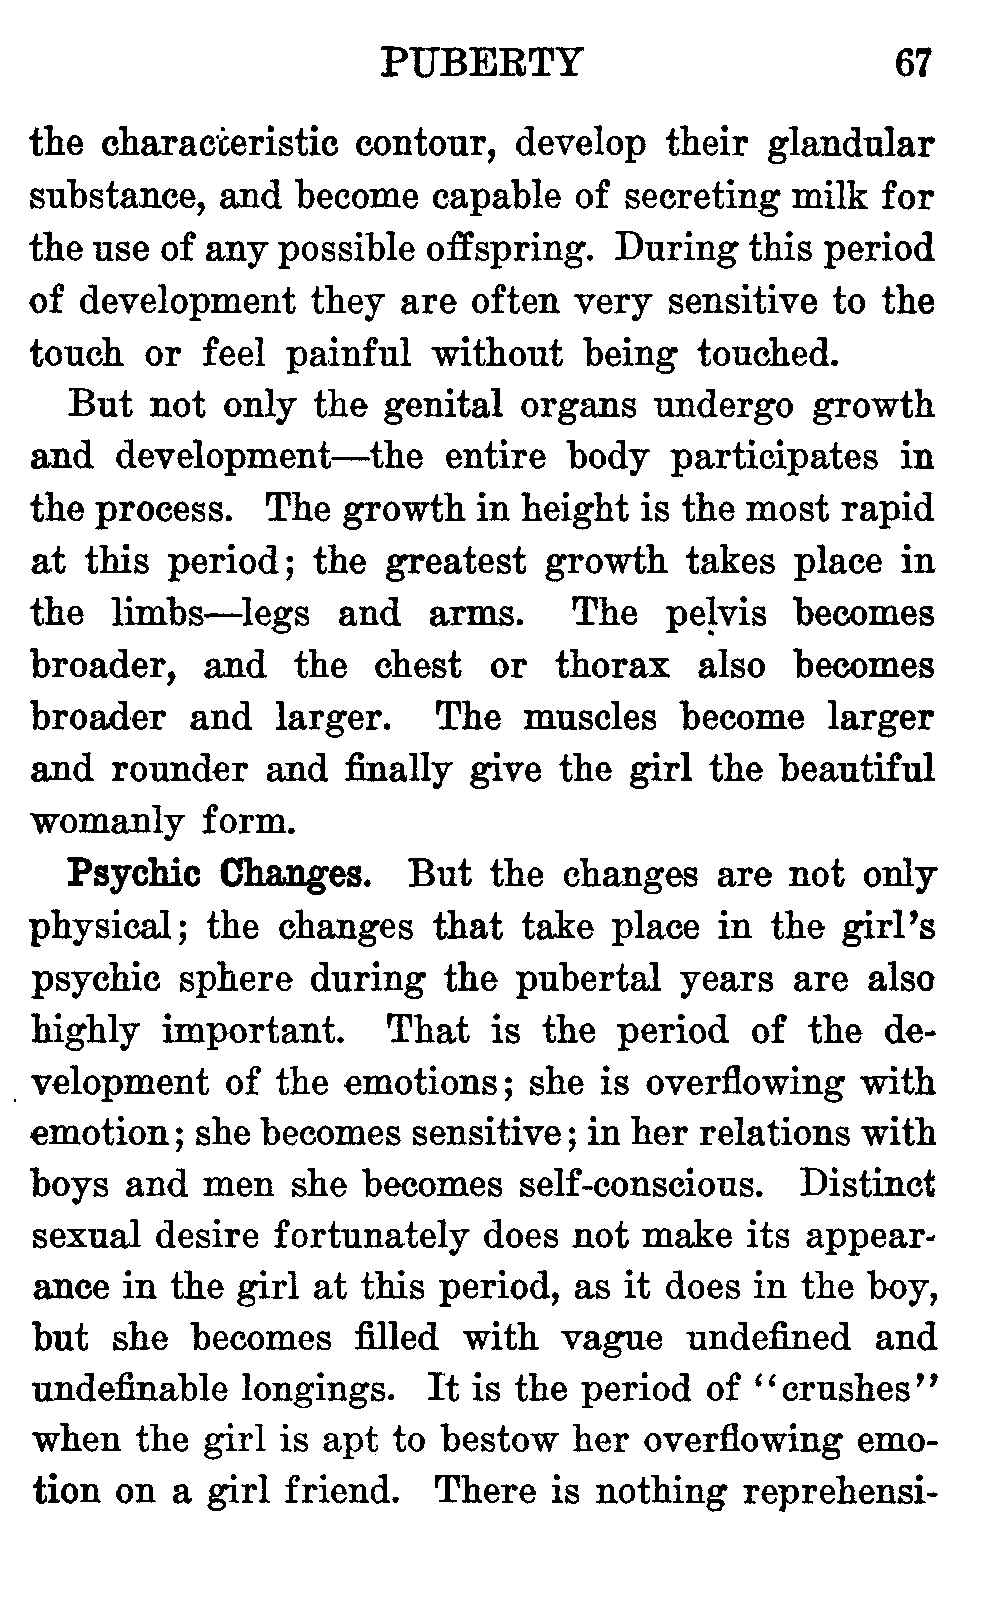 PUBERTY 67
the characteristic contour, develop their glandular
substance, and become capable of secreting milk for
the use of any possible offspring. During this period
of development they are often very sensitive to the
touch or feel painful without being touched.
But not only the genital organs undergo growth
and development—the entire body participates in
the process. The growth in height is the most rapid
at this period; the greatest growth takes place in
the limbs—legs and arms. The pelvis becomes
broader, and the chest or thorax also becomes
broader and larger. The muscles become larger
and rounder and finally give the girl the beautiful
womanly form.
Psychic Changes. But the changes are not only
physical; the changes that take place in the girl's
psychic sphere during the pubertal years are also
highly important. That is the period of the de-
velopment of the emotions; she is overflowing with
emotion; she becomes sensitive; in her relations with
boys and men she becomes self-conscious. Distinct
sexual desire fortunately does not make its appear-
ance in the girl at this period, as it does in the boy,
but she becomes filled with vague undefined and
undefinable longings. It is the period of "crushes"
when the girl is apt to bestow her overflowing emo-
tion on a girl friend. There is nothing reprehensi-